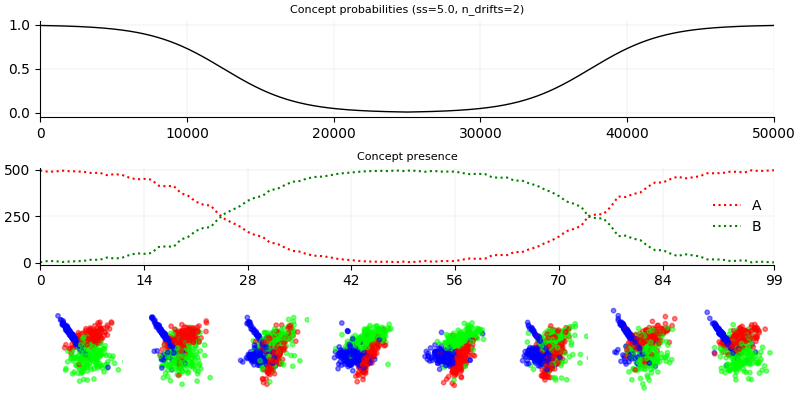 Concept probabilities (ss=5.0, n_drifts=2)
1.0
0.5
0.0
0 10000 20000 30000 40000 50000
Concept presence
500
250
0
A
B
0 14 28 42 56 70 84 99